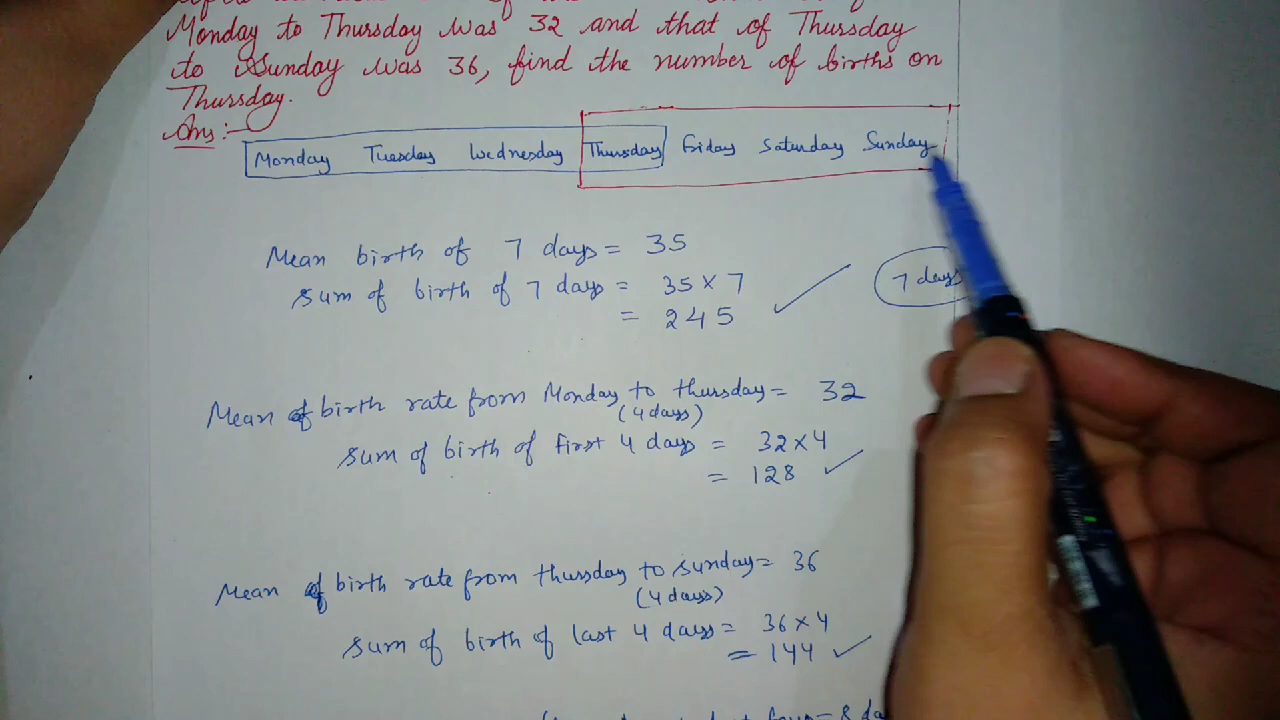 Monday to Thursday was 32 and that of Thursday
to Sunday was 36, find the number of births on
Thursday.
Ans:-
Monday Tuesday Wednesday Thursday Friday Saturday Sunday
Mean birth of 7 days = 35
sum of birth of 7 days = 35 × 7
= 245
7 days
Mean of birth rate from Monday to thursday = 32
(4 days)
sum of birth of first 4 days = 32×4
= 128
Mean of birth rate from thursday to sunday = 36
(4 days)
sum of birth of last 4 days = 36×4
= 144
= 8 da